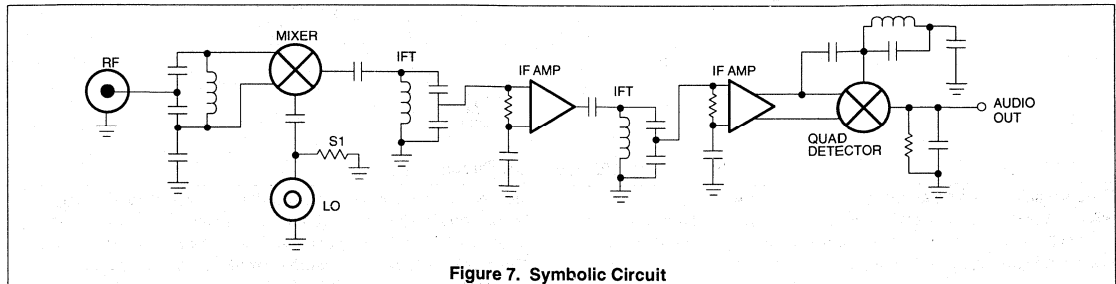 MIXER
RF
IFT
IF AMP
IFT
IF AMP
S1
LO
QUAD
DETECTOR
AUDIO
OUT
Figure 7. Symbolic Circuit